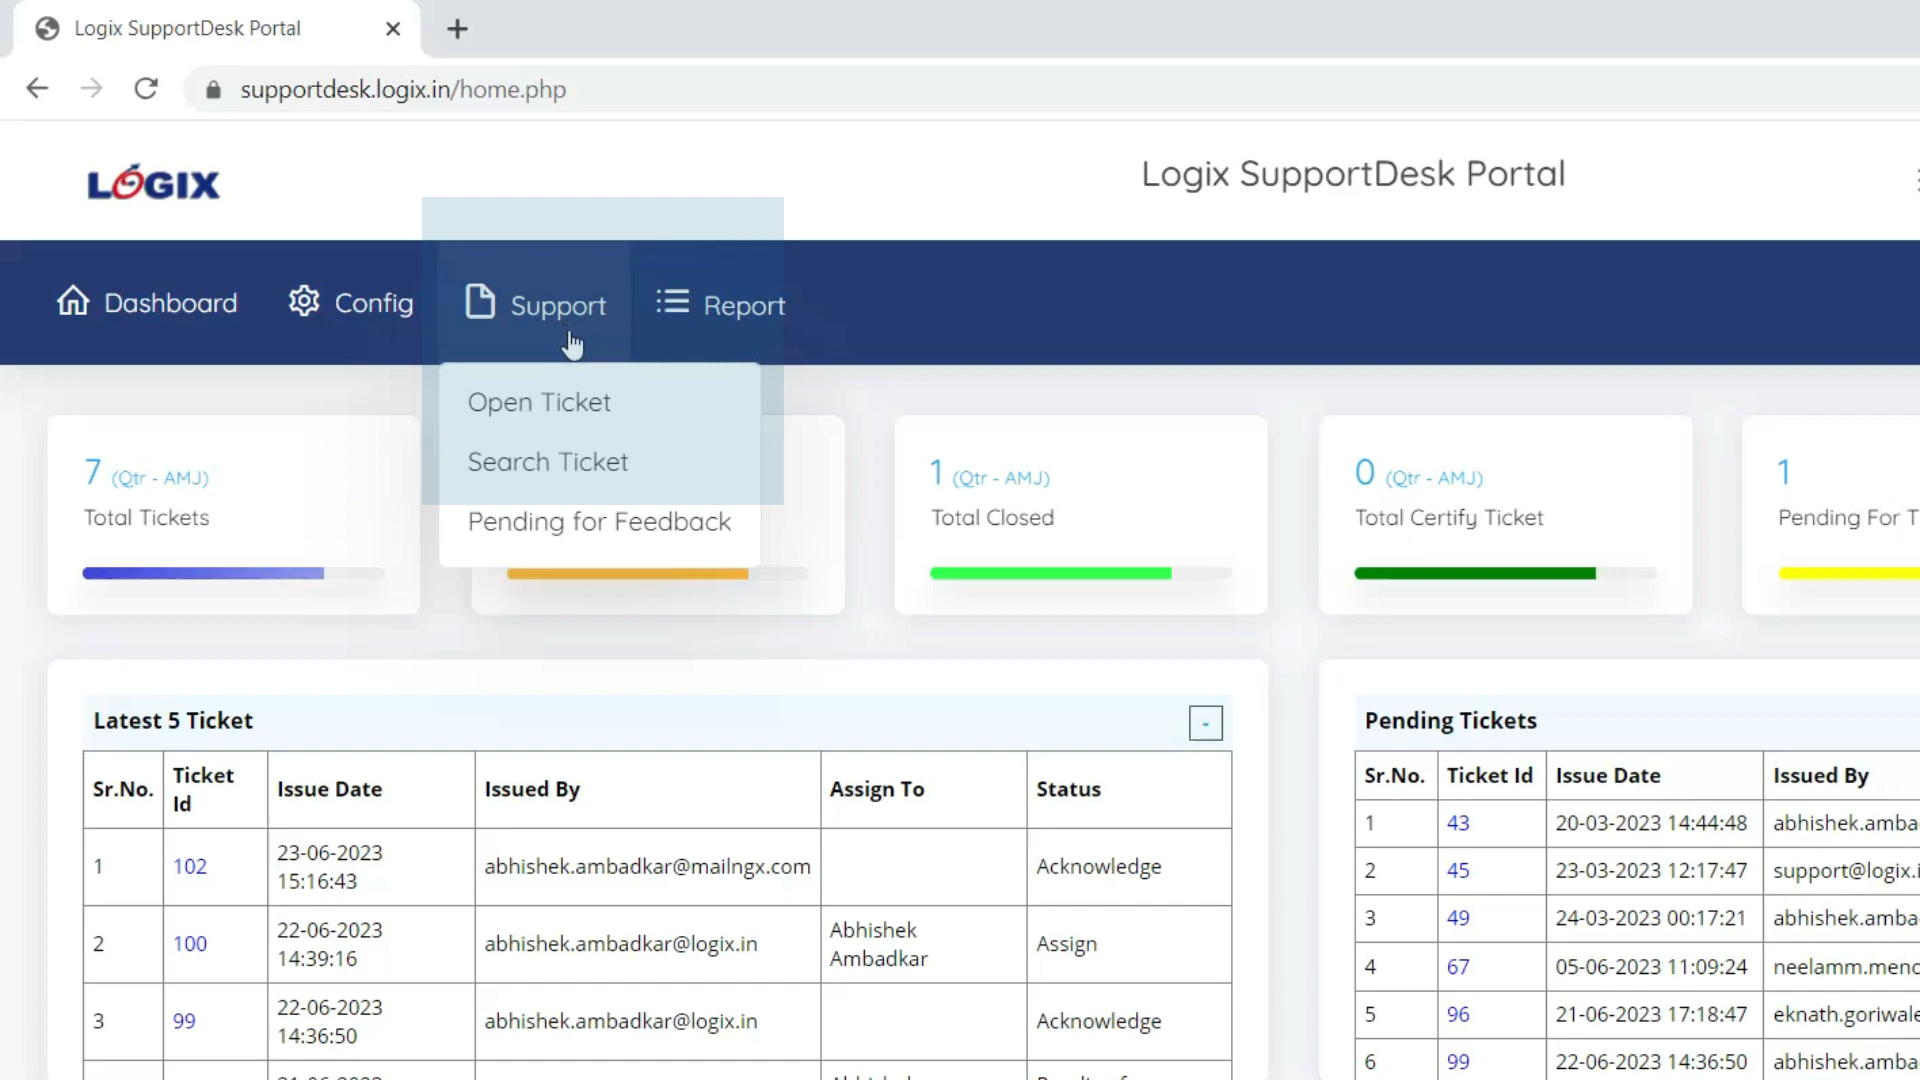 Logix SupportDesk Portal
supportdesk.logix.in/home.php
LOGIX
Logix SupportDesk Portal
Dashboard
Config
Support
Report
Open Ticket
Search Ticket
Pending for Feedback
7 (Qtr - AMJ)
Total Tickets
1 (Qtr - AMJ)
Total Closed
0 (Qtr - AMJ)
Total Certify Ticket
1
Pending For T
Latest 5 Ticket
-
Sr.No. Ticket Id Issue Date Issued By Assign To Status
1 102 23-06-2023 15:16:43 abhishek.ambadkar@mailngx.com Acknowledge
2 100 22-06-2023 14:39:16 abhishek.ambadkar@logix.in Abhishek Ambadkar Assign
3 99 22-06-2023 14:36:50 abhishek.ambadkar@logix.in Acknowledge
Pending Tickets
Sr.No. Ticket Id Issue Date Issued By
1 43 20-03-2023 14:44:48 abhishek.amba
2 45 23-03-2023 12:17:47 support@logix.i
3 49 24-03-2023 00:17:21 abhishek.amba
4 67 05-06-2023 11:09:24 neelamm.menc
5 96 21-06-2023 17:18:47 eknath.goriwale
6 99 22-06-2023 14:36:50 abhishek.amba